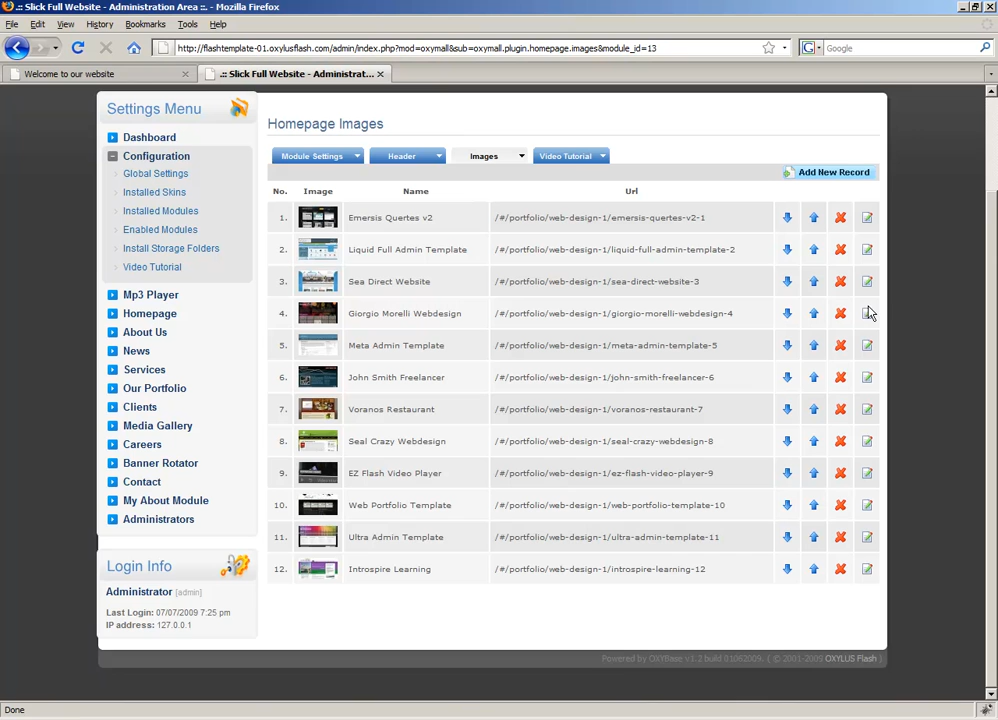 .:: Slick Full Website - Administration Area ::. - Mozilla Firefox
File Edit View History Bookmarks Tools Help
http://flashtemplate-01.oxylusflash.com/admin/index.php?mod=oxymall&sub=oxymall.plugin.homepage.images&module_id=13
Google
Welcome to our website
.:: Slick Full Website - Administrat...
Settings Menu
Dashboard
Configuration
Global Settings
Installed Skins
Installed Modules
Enabled Modules
Install Storage Folders
Video Tutorial
Mp3 Player
Homepage
About Us
News
Services
Our Portfolio
Clients
Media Gallery
Careers
Banner Rotator
Contact
My About Module
Administrators
Login Info
Administrator [admin]
Last Login: 07/07/2009 7:25 pm
IP address: 127.0.0.1
Homepage Images
Module Settings Header Images Video Tutorial
Add New Record
No. Image Name Url
1. Emersis Quertes v2 /#/portfolio/web-design-1/emersis-quertes-v2-1
2. Liquid Full Admin Template /#/portfolio/web-design-1/liquid-full-admin-template-2
3. Sea Direct Website /#/portfolio/web-design-1/sea-direct-website-3
4. Giorgio Morelli Webdesign /#/portfolio/web-design-1/giorgio-morelli-webdesign-4
5. Meta Admin Template /#/portfolio/web-design-1/meta-admin-template-5
6. John Smith Freelancer /#/portfolio/web-design-1/john-smith-freelancer-6
7. Voranos Restaurant /#/portfolio/web-design-1/voranos-restaurant-7
8. Seal Crazy Webdesign /#/portfolio/web-design-1/seal-crazy-webdesign-8
9. EZ Flash Video Player /#/portfolio/web-design-1/ez-flash-video-player-9
10. Web Portfolio Template /#/portfolio/web-design-1/web-portfolio-template-10
11. Ultra Admin Template /#/portfolio/web-design-1/ultra-admin-template-11
12. Introspire Learning /#/portfolio/web-design-1/introspire-learning-12
Powered by OXYBase v1.2 build 01062009. ( © 2001-2009 OXYLUS Flash )
Done